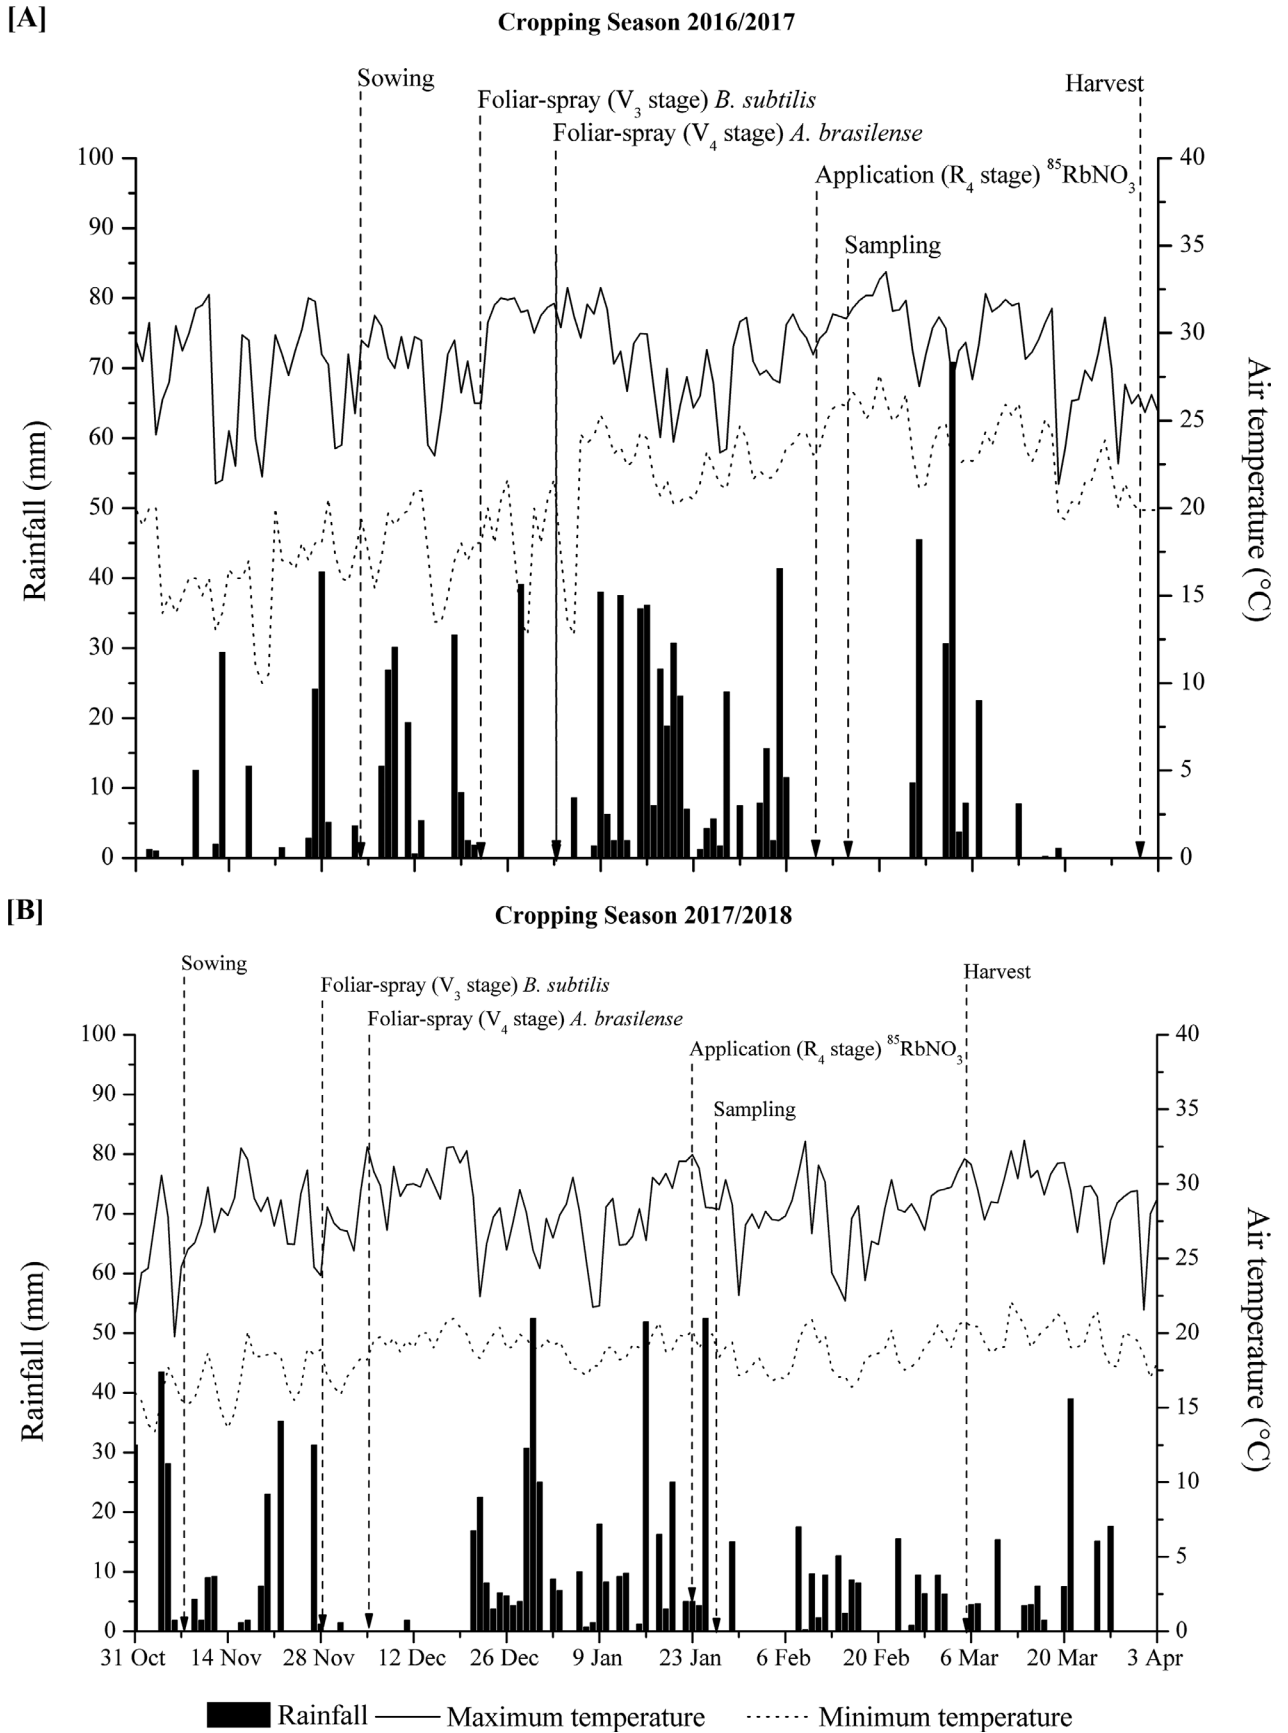 [A]
Cropping Season 2016/2017
Sowing
Harvest
Foliar-spray (V3 stage) B. subtilis
Foliar-spray (V4 stage) A. brasilense
Application (R4 stage) 85RbNO3
Sampling
100
90
80
70
60
50
40
30
20
10
0
Rainfall (mm)
40
35
30
25
20
15
10
5
0
Air temperature (°C)
[B]
Cropping Season 2017/2018
Sowing
Harvest
Foliar-spray (V3 stage) B. subtilis
Foliar-spray (V4 stage) A. brasilense
Application (R4 stage) 85RbNO3
Sampling
100
90
80
70
60
50
40
30
20
10
0
Rainfall (mm)
40
35
30
25
20
15
10
5
0
Air temperature (°C)
31 Oct 14 Nov 28 Nov 12 Dec 26 Dec 9 Jan 23 Jan 6 Feb 20 Feb 6 Mar 20 Mar 3 Apr
Rainfall Maximum temperature Minimum temperature